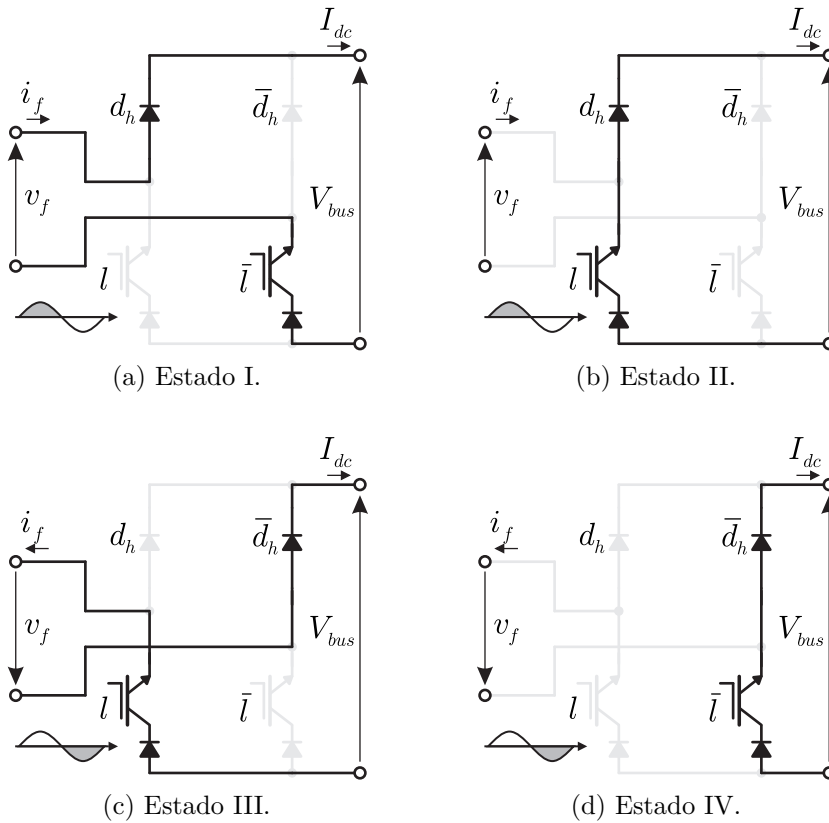 I_dc I_dc
i_f d_h d̄_h i_f d_h d̄_h
v_f V_bus v_f V_bus
l l̄ l l̄
(a) Estado I. (b) Estado II.
I_dc I_dc
i_f d_h d̄_h i_f d_h d̄_h
v_f V_bus v_f V_bus
l l̄ l l̄
(c) Estado III. (d) Estado IV.